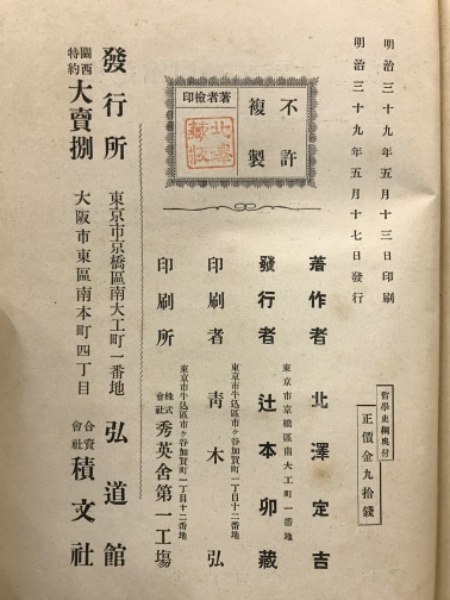 明治三十九年五月十三日印刷
明治三十九年五月十七日發行
哲學史綱奥付
正價金九拾錢
不許
複製
著者檢印
北澤
藏版
著作者 北澤定吉
東京市京橋區南大工町一番地
發行者 辻本卯藏
東京市牛込區市ヶ谷加賀町一丁目十二番地
印刷者 靑木弘
東京市牛込區市ヶ谷加賀町一丁目十二番地
印刷所 株式會社 秀英舍第一工塲
發行所 東京市京橋區南大工町一番地 弘道館
關西特約 大賣捌 大阪市東區南本町四丁目 合資會社 積文社